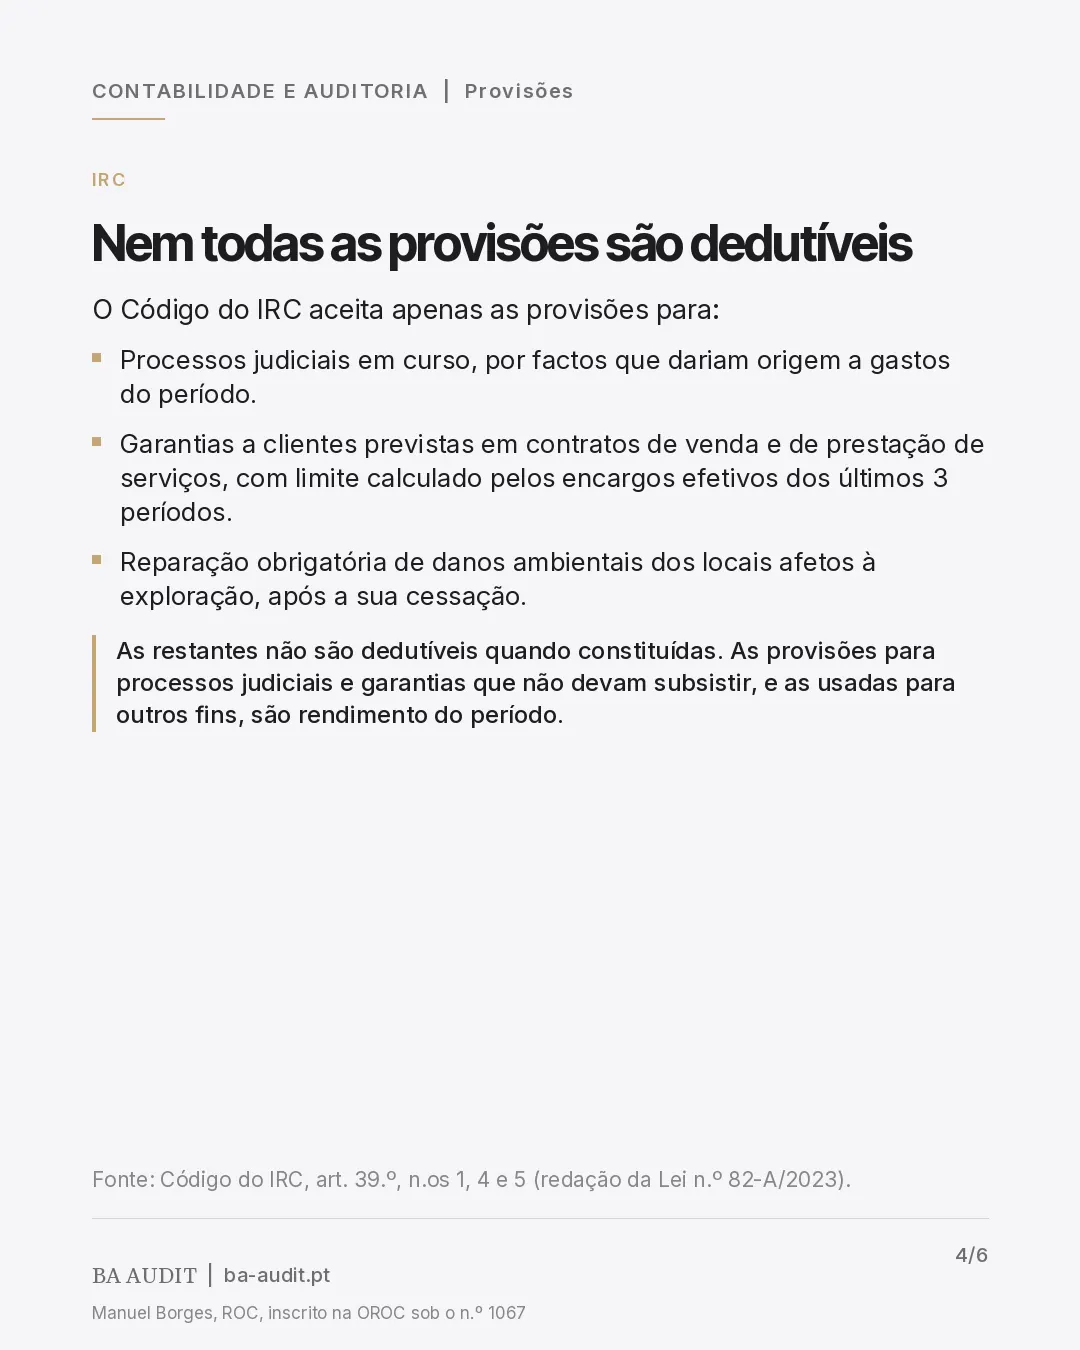 CONTABILIDADE E AUDITORIA | Provisões
IRC
Nem todas as provisões são dedutíveis
O Código do IRC aceita apenas as provisões para:
Processos judiciais em curso, por factos que dariam origem a gastos
do período.
Garantias a clientes previstas em contratos de venda e de prestação de
serviços, com limite calculado pelos encargos efetivos dos últimos 3
períodos.
Reparação obrigatória de danos ambientais dos locais afetos à
exploração, após a sua cessação.
As restantes não são dedutíveis quando constituídas. As provisões para
processos judiciais e garantias que não devam subsistir, e as usadas para
outros fins, são rendimento do período.
Fonte: Código do IRC, art. 39.º, n.os 1, 4 e 5 (redação da Lei n.º 82-A/2023).
4/6
BA AUDIT | ba-audit.pt
Manuel Borges, ROC, inscrito na OROC sob o n.º 1067